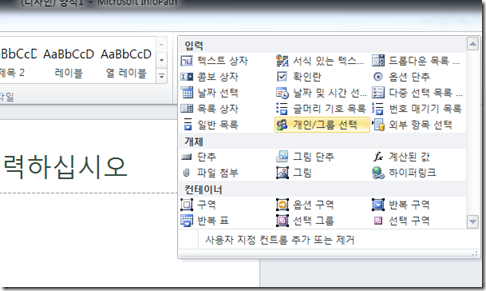 (디자인) 양식1 - Microsoft InfoPath
BbCcD AaBbCcD AaBbCcD
제목 2 레이블 열 레이블
타일
력하십시오
입력
텍스트 상자 서식 있는 텍스... 드롭다운 목록 ...
콤보 상자 확인란 옵션 단추
날짜 선택 날짜 및 시간 선... 다중 선택 목록 ...
목록 상자 글머리 기호 목록 번호 매기기 목록
일반 목록 개인/그룹 선택 외부 항목 선택
개체
단추 그림 단추 계산된 값
파일 첨부 그림 하이퍼링크
컨테이너
구역 옵션 구역 반복 구역
반복 표 선택 그룹 선택 구역
사용자 지정 컨트롤 추가 또는 제거